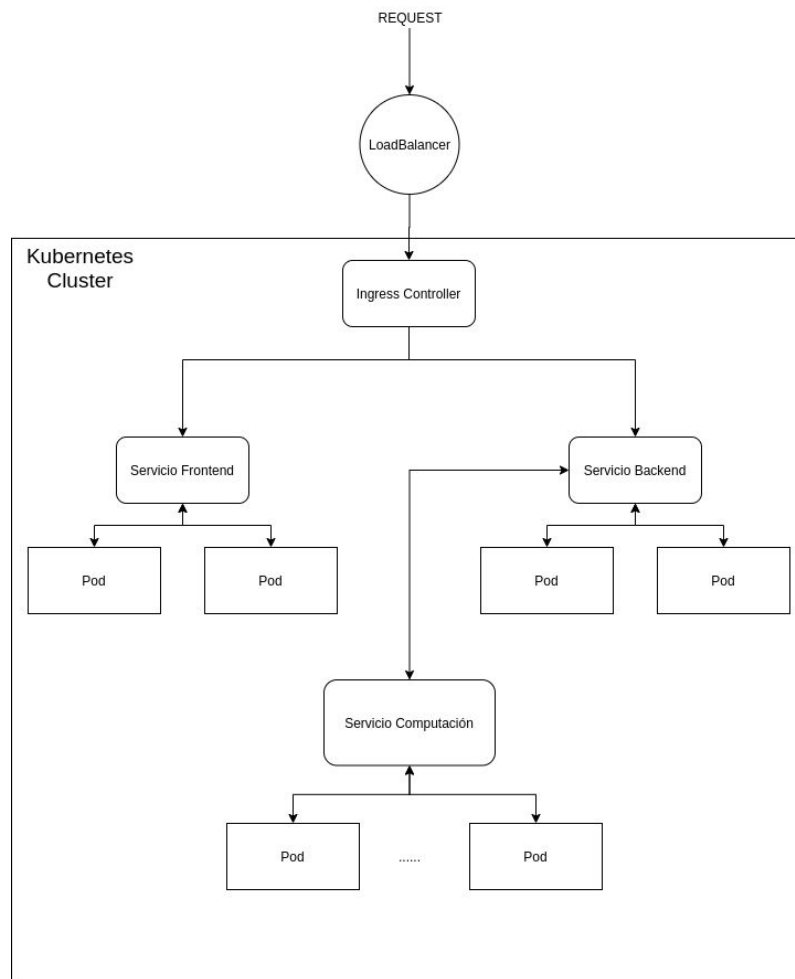 REQUEST
LoadBalancer
Kubernetes
Cluster
Ingress Controller
Servicio Frontend
Servicio Backend
Pod
Pod
Pod
Pod
Servicio Computación
Pod
......
Pod